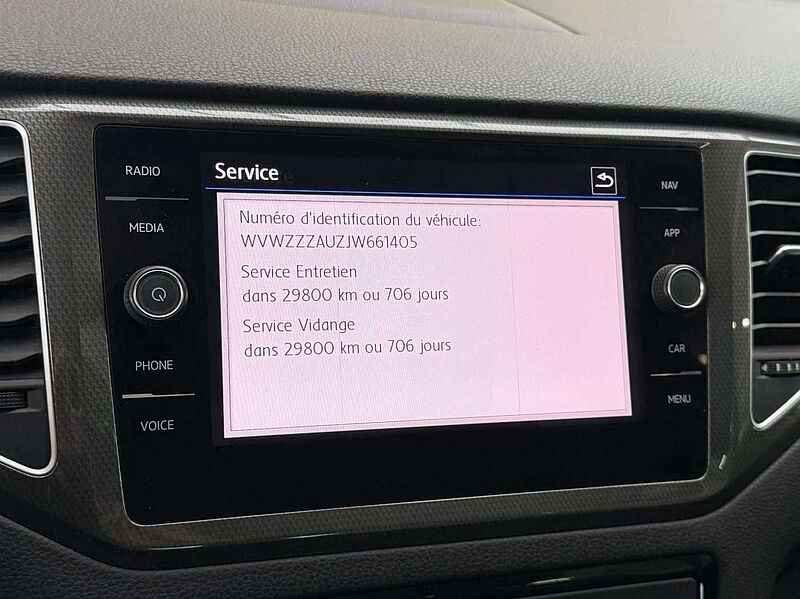 RADIO
MEDIA
PHONE
VOICE
Service
Numéro d'identification du véhicule:
WVWZZZAUZJW661405
Service Entretien
dans 29800 km ou 706 jours
Service Vidange
dans 29800 km ou 706 jours
NAV
APP
CAR
MENU